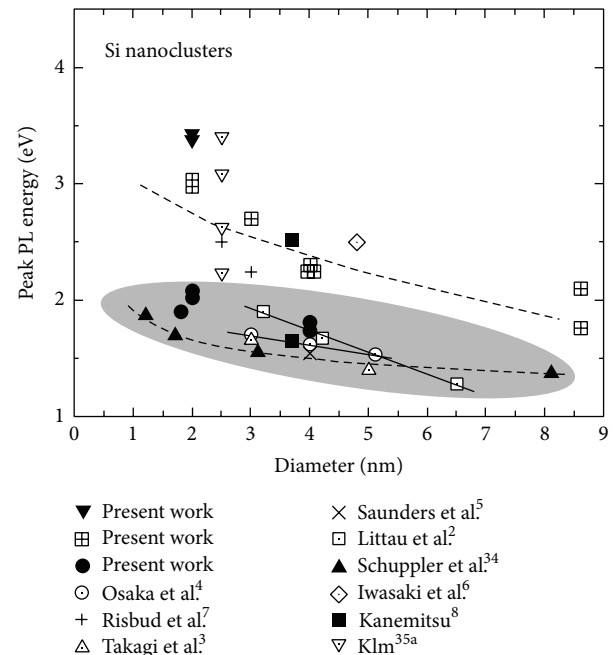 Si nanoclusters
4
3
2
1
Peak PL energy (eV)
0 1 2 3 4 5 6 7 8 9
Diameter (nm)
Present work
Present work
Present work
Osaka et al.4
Risbud et al.7
Takagi et al.3
Saunders et al.5
Littau et al.2
Schuppler et al.34
Iwasaki et al.6
Kanemitsu8
Klm35a